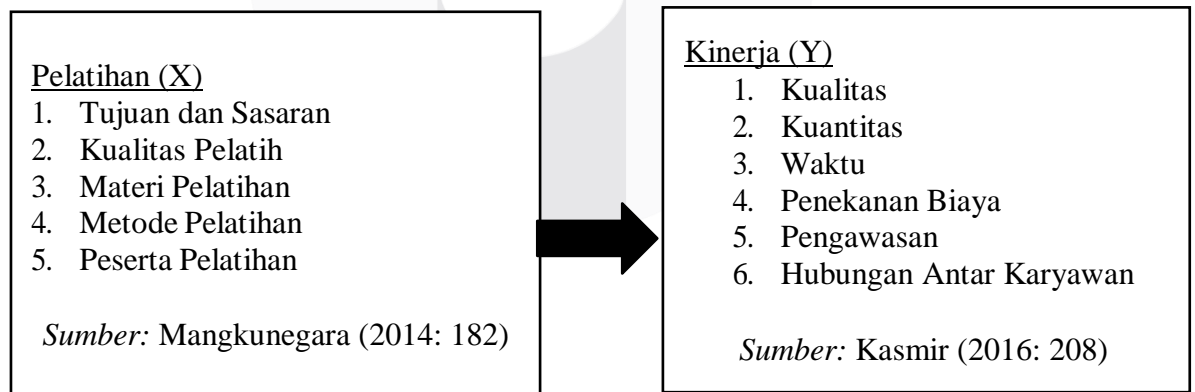 Pelatihan (X)
1. Tujuan dan Sasaran
2. Kualitas Pelatih
3. Materi Pelatihan
4. Metode Pelatihan
5. Peserta Pelatihan
Sumber: Mangkunegara (2014: 182)
Kinerja (Y)
1. Kualitas
2. Kuantitas
3. Waktu
4. Penekanan Biaya
5. Pengawasan
6. Hubungan Antar Karyawan
Sumber: Kasmir (2016: 208)